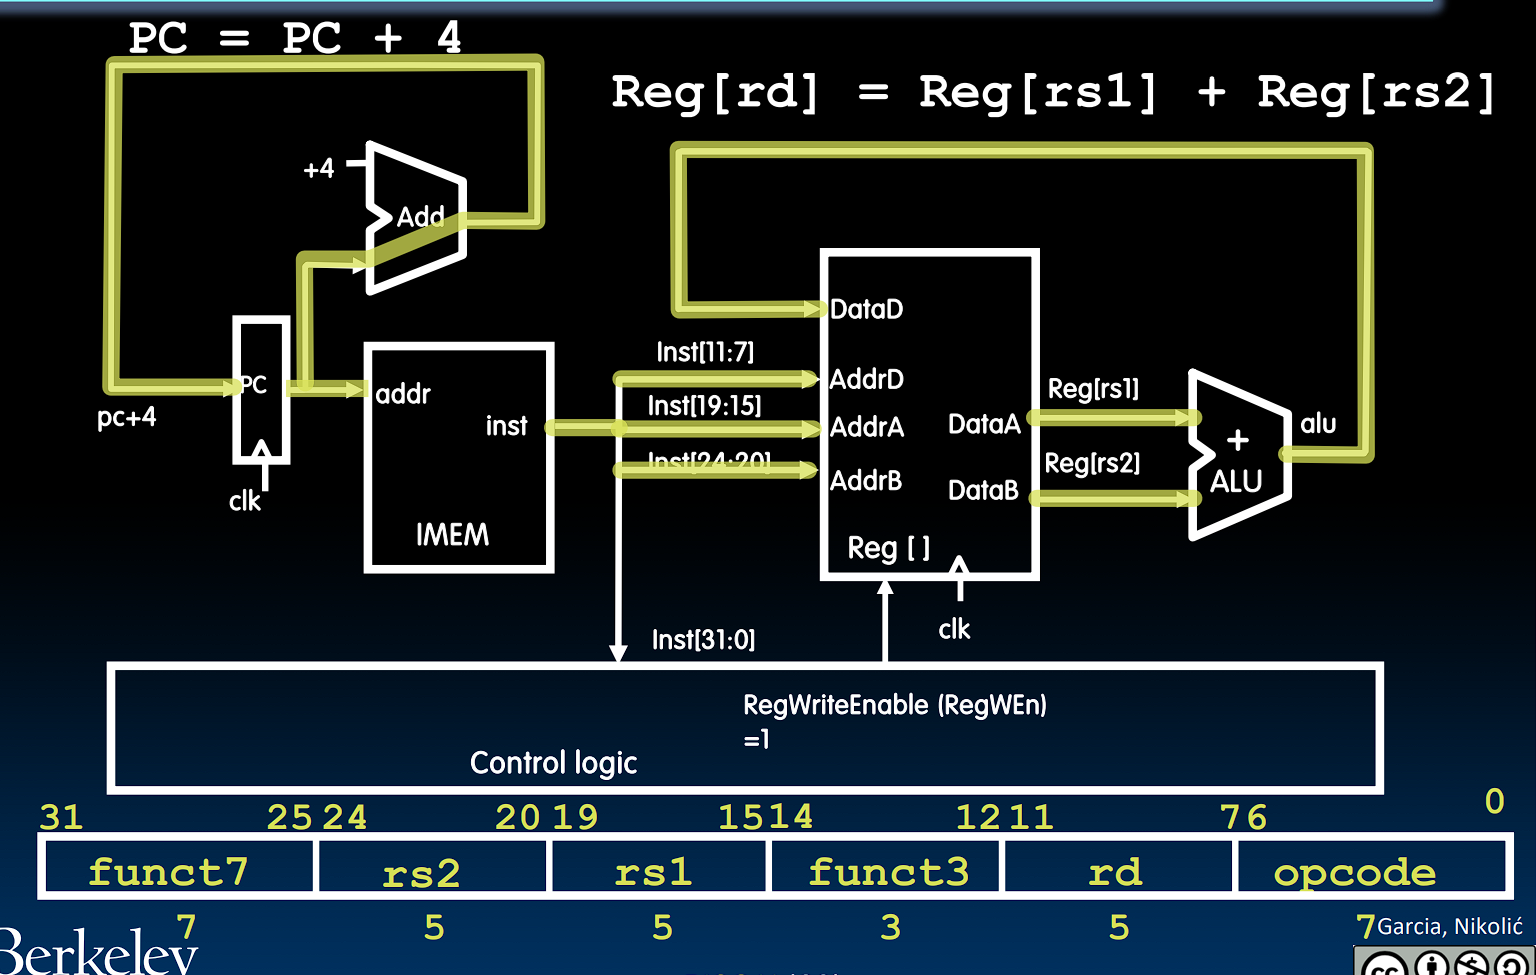 PC = PC + 4
Reg[rd] = Reg[rs1] + Reg[rs2]
+4
Add
DataD
Inst[11:7]
AddrD
PC
addr
pc+4
Inst[19:15]
inst
AddrA
DataA
Reg[rs1]
alu
+
ALU
Inst[24:20]
AddrB
DataB
Reg[rs2]
clk
IMEM
Reg [ ]
clk
Inst[31:0]
RegWriteEnable (RegWEn)
=1
Control logic
31 25 24 20 19 15 14 12 11 7 6 0
funct7 rs2 rs1 funct3 rd opcode
7 5 5 3 5 7
Garcia, Nikolić
Berkeley
cc